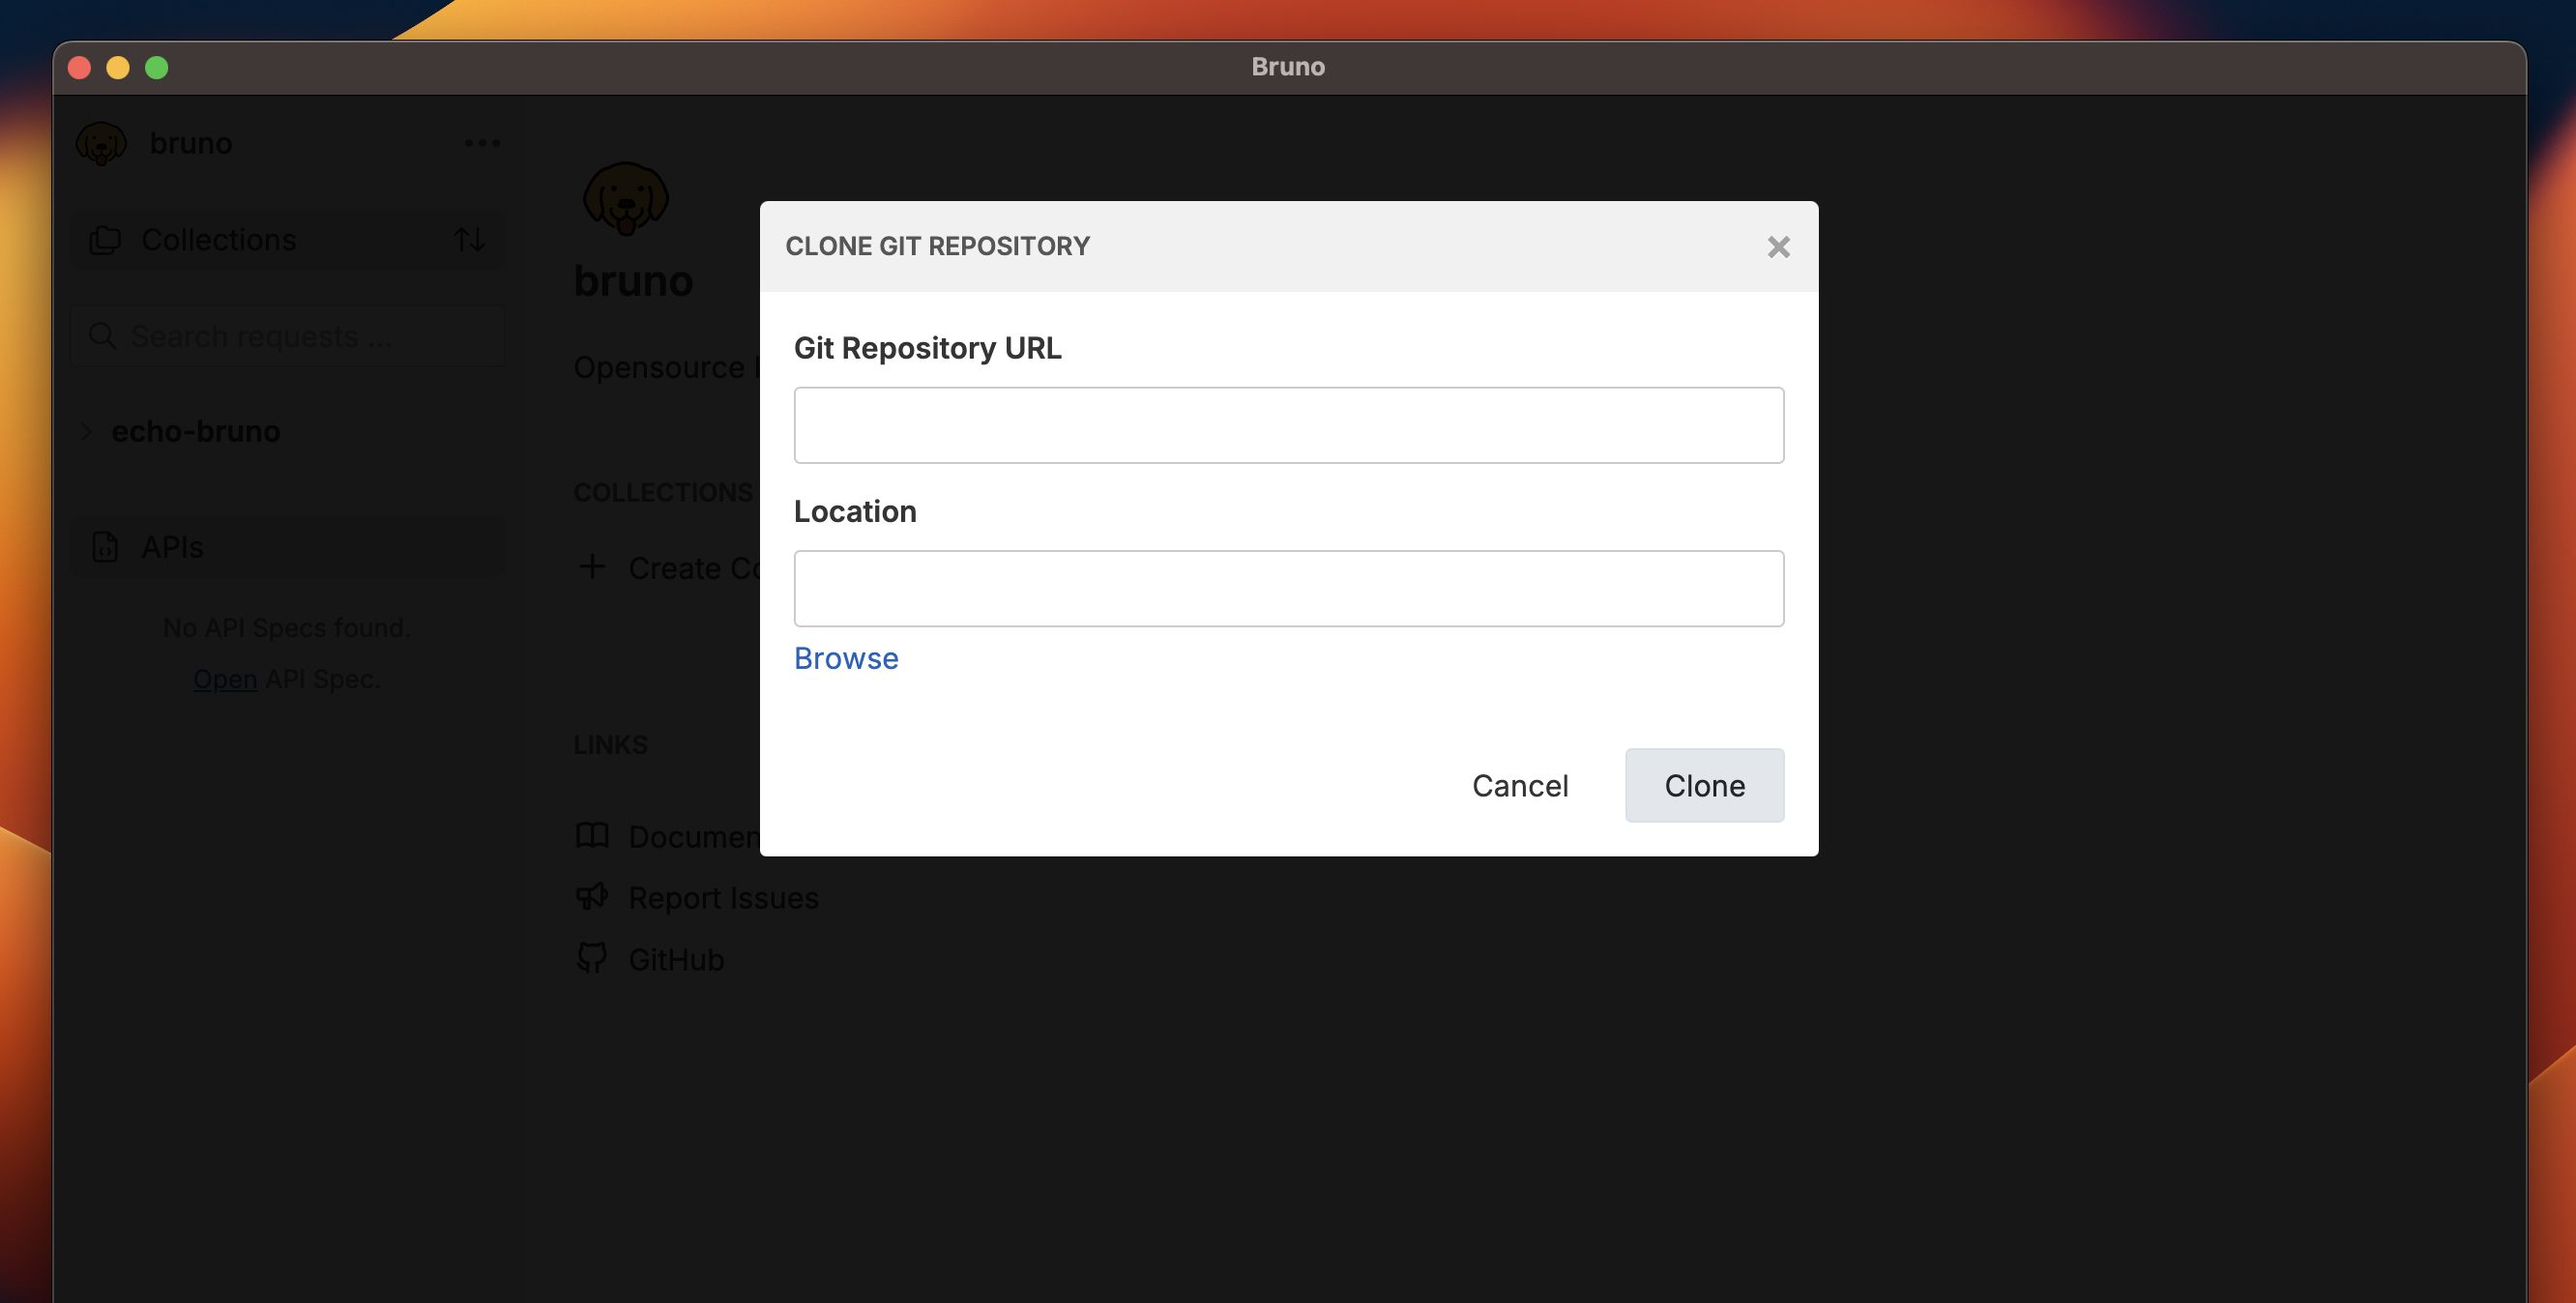 Bruno
bruno
Collections
Search requests ...
echo-bruno
APIs
No API Specs found.
Open API Spec.
bruno
Opensource
COLLECTIONS
Create
LINKS
Report Issues
GitHub
CLONE GIT REPOSITORY
Git Repository URL
Location
Browse
Cancel
Clone